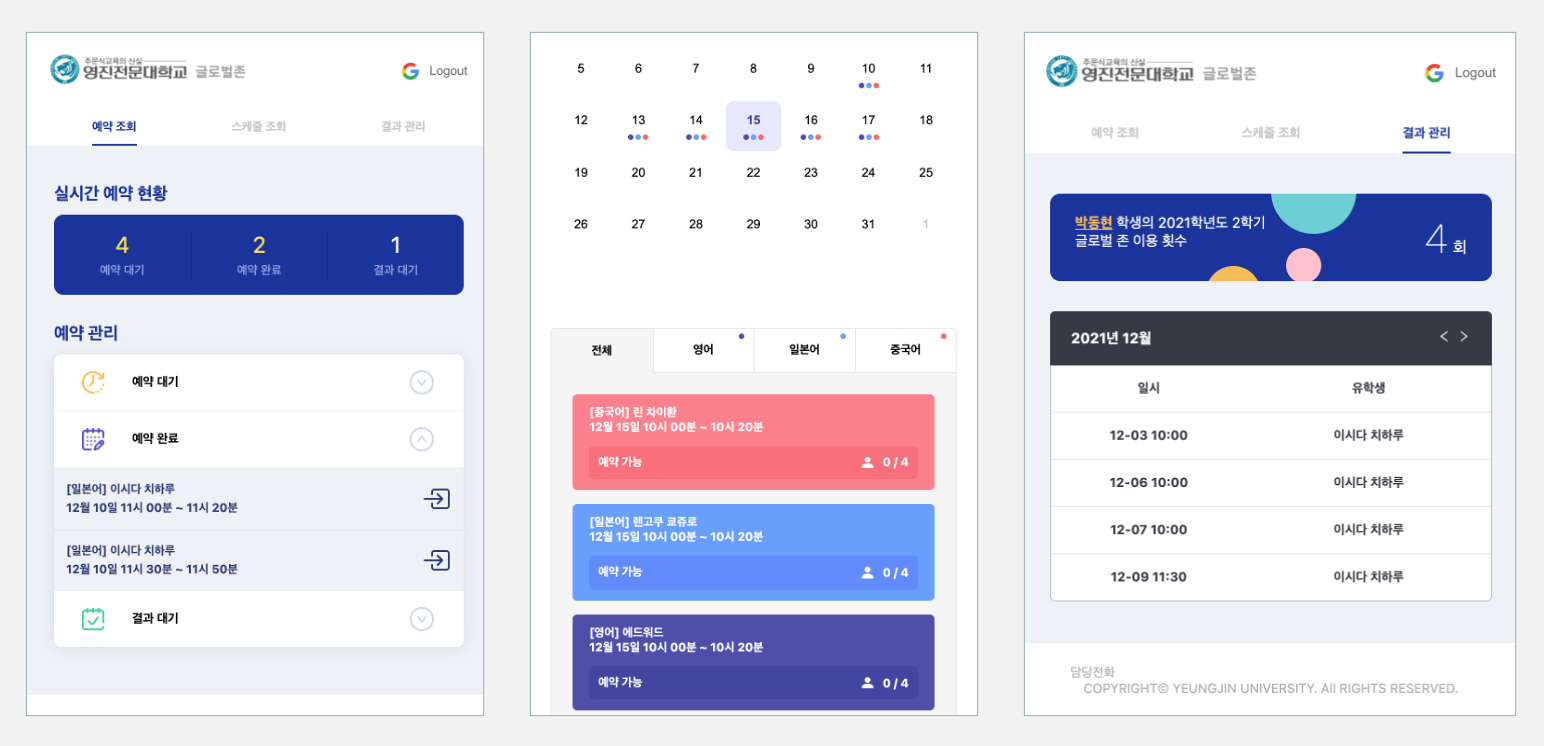 주문식교육의 산실
영진전문대학교 글로벌존
Logout
예약 조회 스케줄 조회 결과 관리
실시간 예약 현황
4 2 1
예약 대기 예약 완료 결과 대기
예약 관리
예약 대기
예약 완료
[일본어] 이시다 치하루
12월 10일 11시 00분 ~ 11시 20분
[일본어] 이시다 치하루
12월 10일 11시 30분 ~ 11시 50분
결과 대기
5 6 7 8 9 10 11
12 13 14 15 16 17 18
19 20 21 22 23 24 25
26 27 28 29 30 31 1
전체 영어 일본어 중국어
[중국어] 린 차이환
12월 15일 10시 00분 ~ 10시 20분
예약 가능 0 / 4
[일본어] 렌고쿠 쿄쥬로
12월 15일 10시 00분 ~ 10시 20분
예약 가능 0 / 4
[영어] 에드워드
12월 15일 10시 00분 ~ 10시 20분
예약 가능 0 / 4
주문식교육의 산실
영진전문대학교 글로벌존
Logout
예약 조회 스케줄 조회 결과 관리
박동현 학생의 2021학년도 2학기
글로벌 존 이용 횟수
4 회
2021년 12월 < >
일시 유학생
12-03 10:00 이시다 치하루
12-06 10:00 이시다 치하루
12-07 10:00 이시다 치하루
12-09 11:30 이시다 치하루
담당전화
COPYRIGHT© YEUNGJIN UNIVERSITY. All RIGHTS RESERVED.